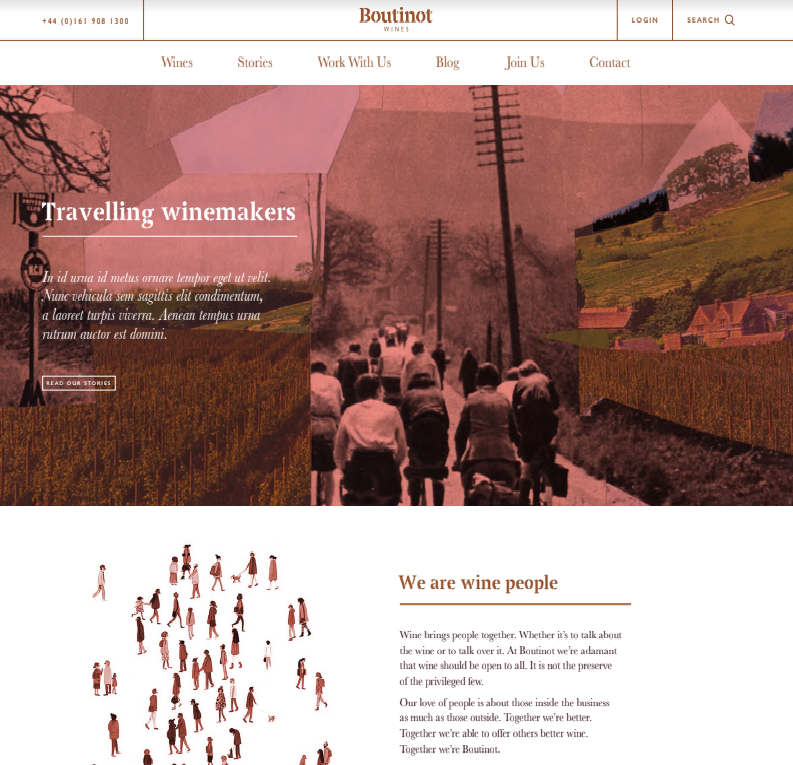 +44 (0)161 908 1300
Boutinot
WINES
LOGIN
SEARCH
Wines
Stories
Work With Us
Blog
Join Us
Contact
Travelling winemakers
In id urna id metus ornare tempor eget ut velit.
Nunc vehicula sem sagittis elit condimentum,
a laoreet turpis viverra. Aenean tempus urna
rutrum auctor est domini.
READ OUR STORIES
We are wine people
Wine brings people together. Whether it's to talk about
the wine or to talk over it. At Boutinot we're adamant
that wine should be open to all. It is not the preserve
of the privileged few.
Our love of people is about those inside the business
as much as those outside. Together we're better.
Together we're able to offer others better wine.
Together we're Boutinot.